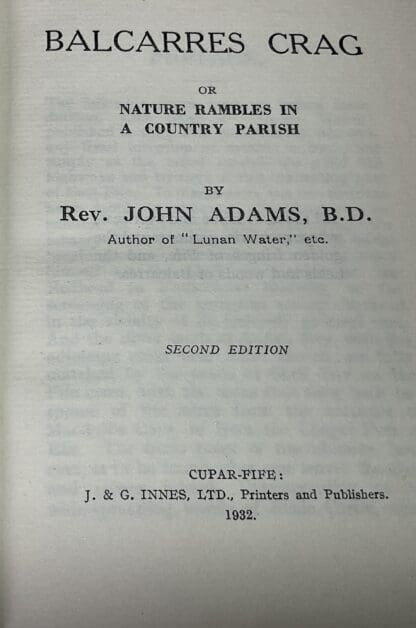 BALCARRES CRAG
OR
NATURE RAMBLES IN
A COUNTRY PARISH
BY
Rev. JOHN ADAMS, B.D.
Author of "Lunan Water," etc.
SECOND EDITION
CUPAR-FIFE:
J. & G. INNES, LTD., Printers and Publishers.
1932.